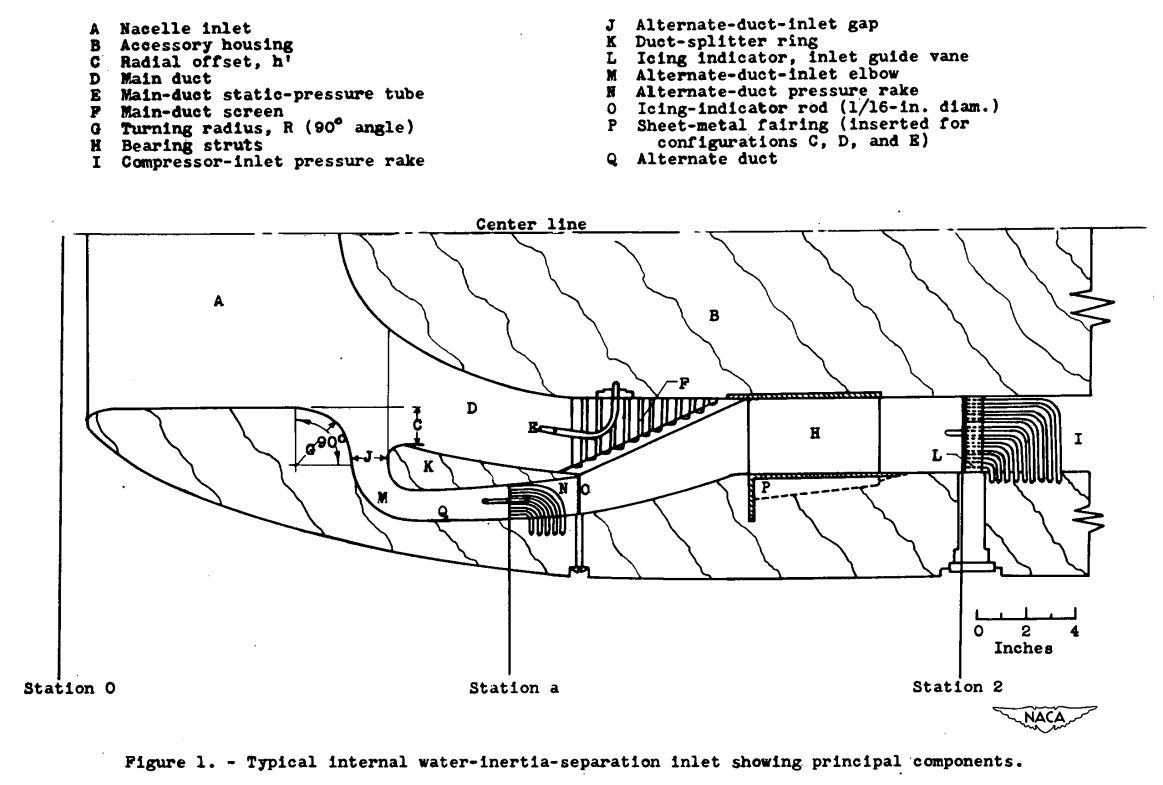 A Nacelle inlet
B Accessory housing
C Radial offset, h'
D Main duct
E Main-duct static-pressure tube
F Main-duct screen
G Turning radius, R (90° angle)
H Bearing struts
I Compressor-inlet pressure rake
J Alternate-duct-inlet gap
K Duct-splitter ring
L Icing indicator, inlet guide vane
M Alternate-duct-inlet elbow
N Alternate-duct pressure rake
O Icing-indicator rod (1/16-in. diam.)
P Sheet-metal fairing (inserted for
configurations C, D, and E)
Q Alternate duct
Center line
A
B
F
D
C
E
H
I
G
90°
J
K
L
M
N
O
P
Q
0 2 4
Inches
Station 0
Station a
Station 2
NACA
Figure 1. - Typical internal water-inertia-separation inlet showing principal components.